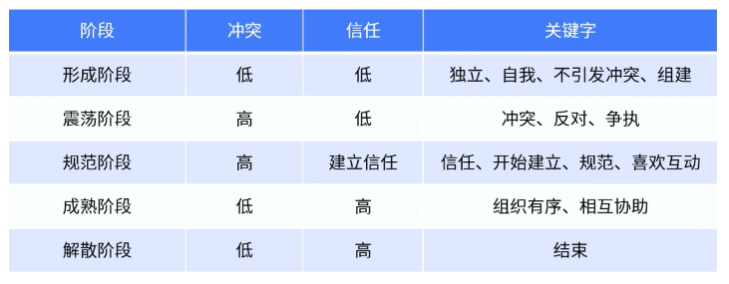 阶段 冲突 信任 关键字
形成阶段 低 低 独立、自我、不引发冲突、组建
震荡阶段 高 低 冲突、反对、争执
规范阶段 高 建立信任 信任、开始建立、规范、喜欢互动
成熟阶段 低 高 组织有序、相互协助
解散阶段 低 高 结束